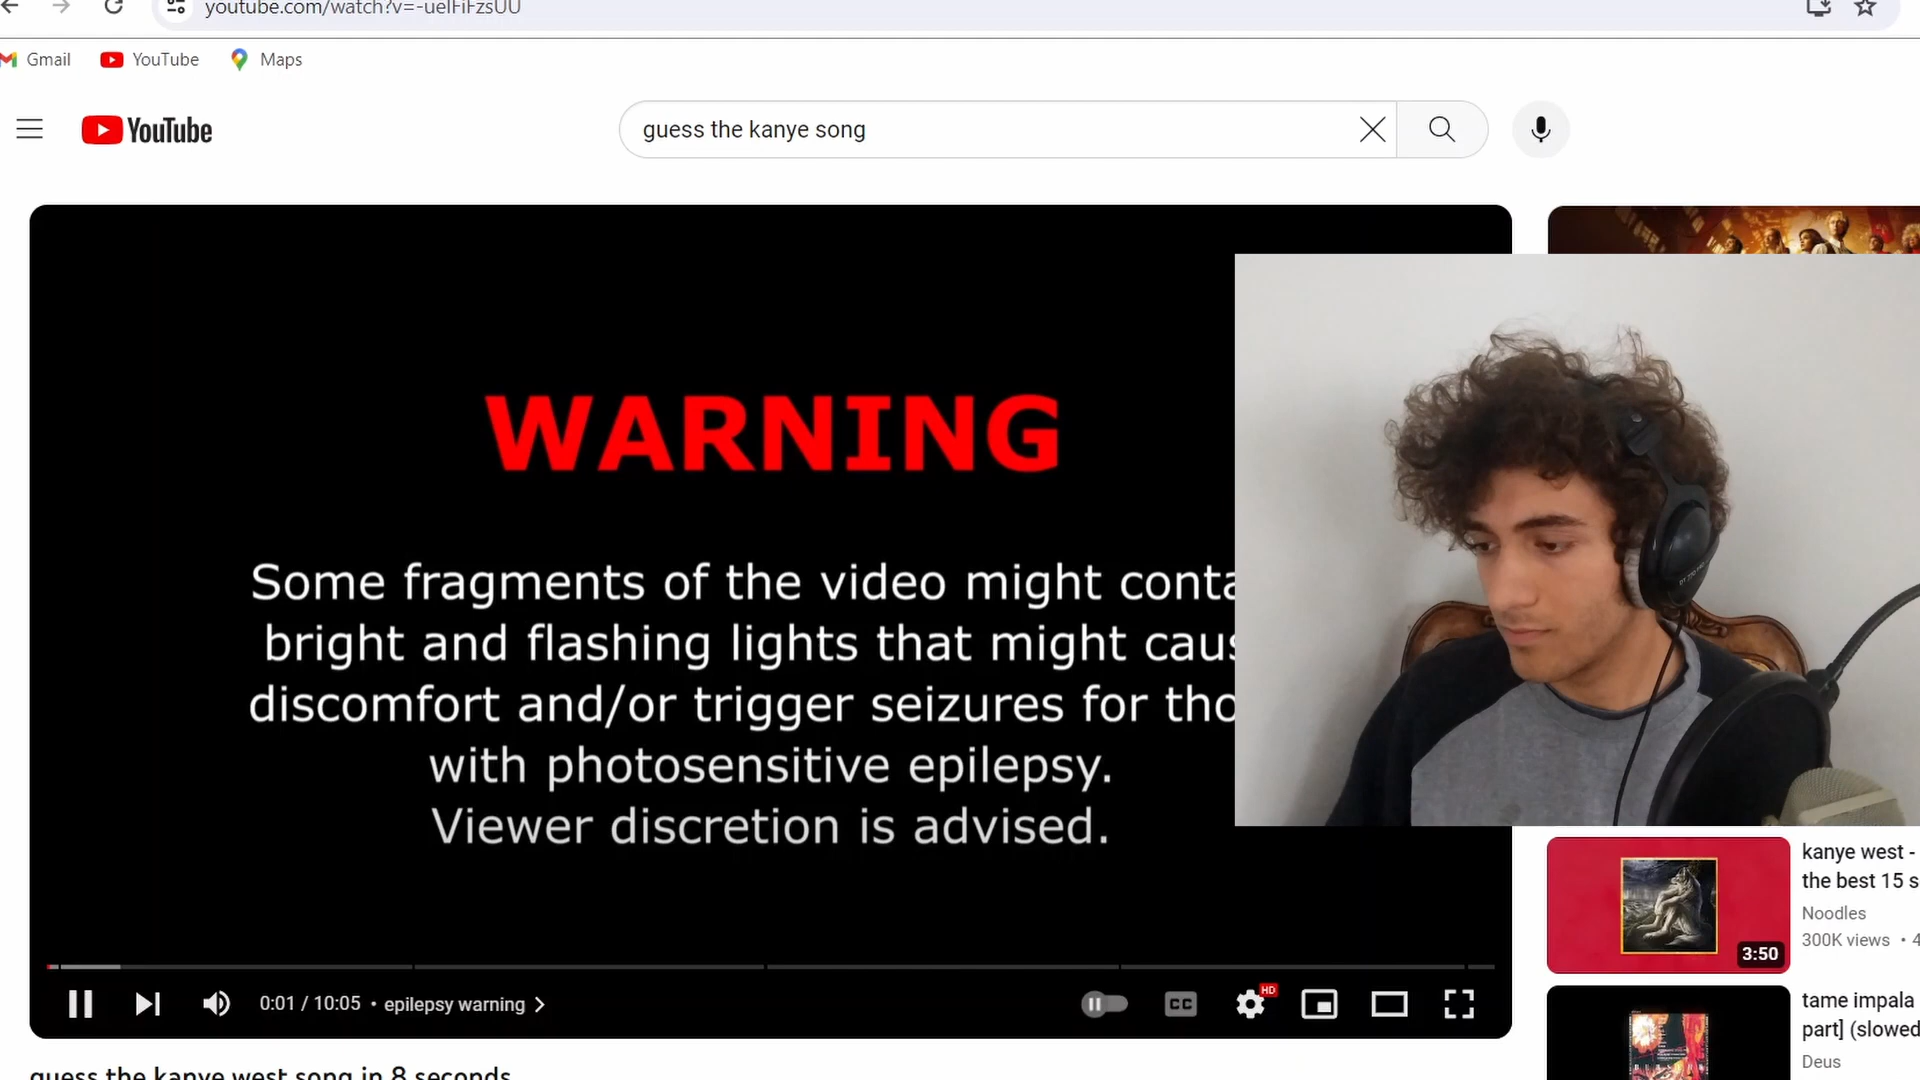 youtube.com/watch?v=-uelFiFzsUU
Gmail
YouTube
Maps
YouTube
guess the kanye song
WARNING
Some fragments of the video might conta
bright and flashing lights that might caus
discomfort and/or trigger seizures for tho
with photosensitive epilepsy.
Viewer discretion is advised.
0:01 / 10:05 • epilepsy warning
CC
HD
guess the kanye west song in 8 seconds
kanye west -
the best 15 s
Noodles
300K views • 4
3:50
tame impala
part] (slowed
Deus